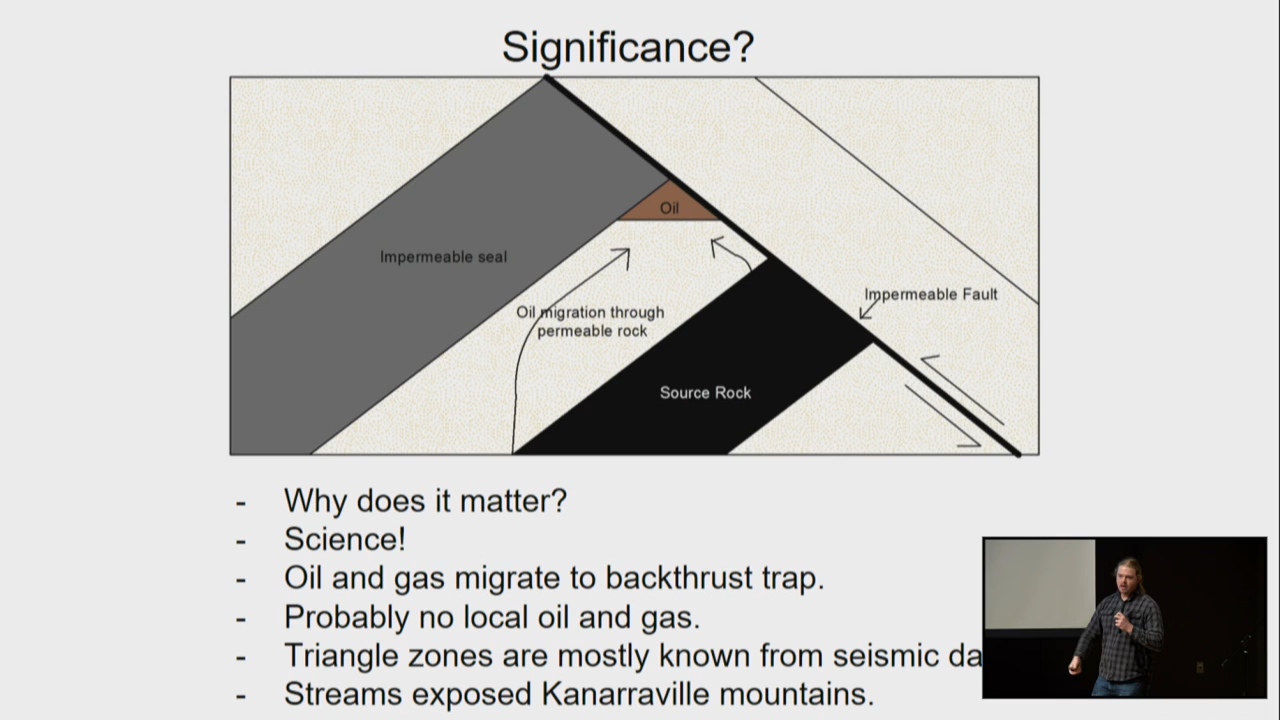 Significance?
Oil
Impermeable seal
Impermeable Fault
Oil migration through
permeable rock
Source Rock
- Why does it matter?
- Science!
- Oil and gas migrate to backthrust trap.
- Probably no local oil and gas.
- Triangle zones are mostly known from seismic da
- Streams exposed Kanarraville mountains.